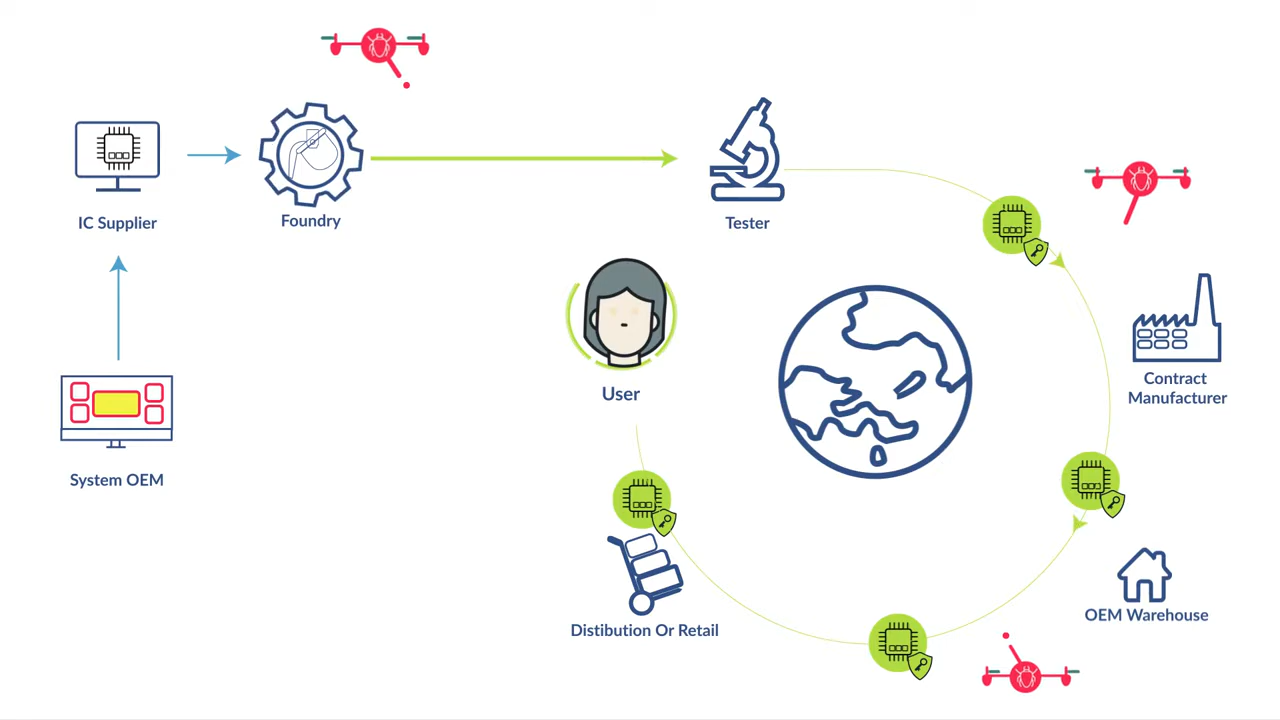 IC Supplier
Foundry
Tester
Contract
Manufacturer
User
System OEM
OEM Warehouse
Distibution Or Retail